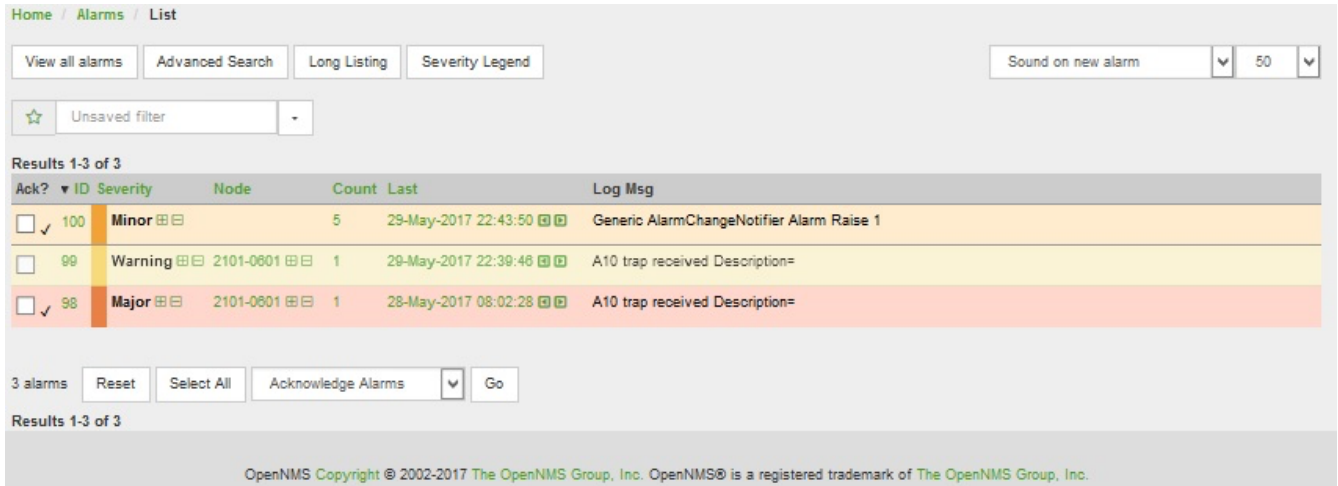 Home / Alarms / List
View all alarms Advanced Search Long Listing Severity Legend Sound on new alarm 50
Unsaved filter
Results 1-3 of 3
Ack? ▼ ID Severity Node Count Last Log Msg
100 Minor 5 29-May-2017 22:43:50 Generic AlarmChangeNotifier Alarm Raise 1
99 Warning 2101-0601 1 29-May-2017 22:39:46 A10 trap received Description=
98 Major 2101-0601 1 28-May-2017 08:02:28 A10 trap received Description=
3 alarms Reset Select All Acknowledge Alarms Go
Results 1-3 of 3
OpenNMS Copyright © 2002-2017 The OpenNMS Group, Inc. OpenNMS® is a registered trademark of The OpenNMS Group, Inc.